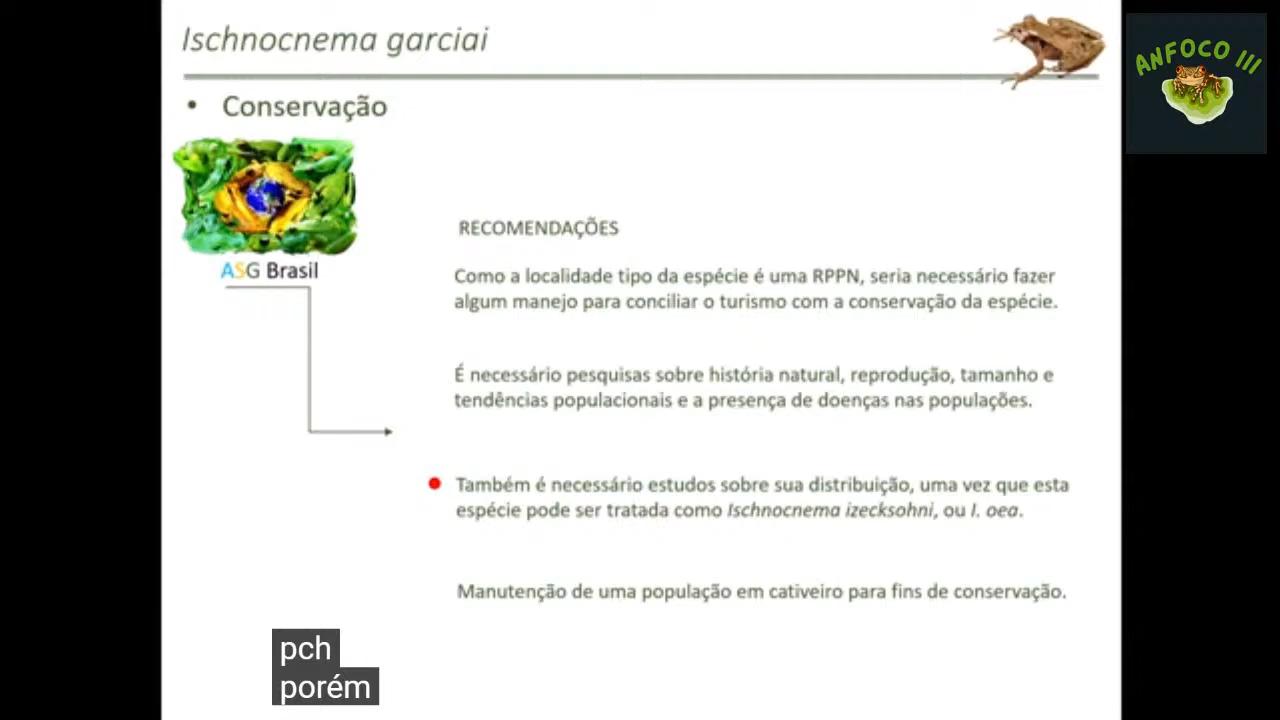 Ischnocnema garciai
ANFOCO III
• Conservação
ASG Brasil
RECOMENDAÇÕES
Como a localidade tipo da espécie é uma RPPN, seria necessário fazer
algum manejo para conciliar o turismo com a conservação da espécie.
É necessário pesquisas sobre história natural, reprodução, tamanho e
tendências populacionais e a presença de doenças nas populações.
Também é necessário estudos sobre sua distribuição, uma vez que esta
espécie pode ser tratada como Ischnocnema izecksohni, ou I. oea.
Manutenção de uma população em cativeiro para fins de conservação.
pch
porém